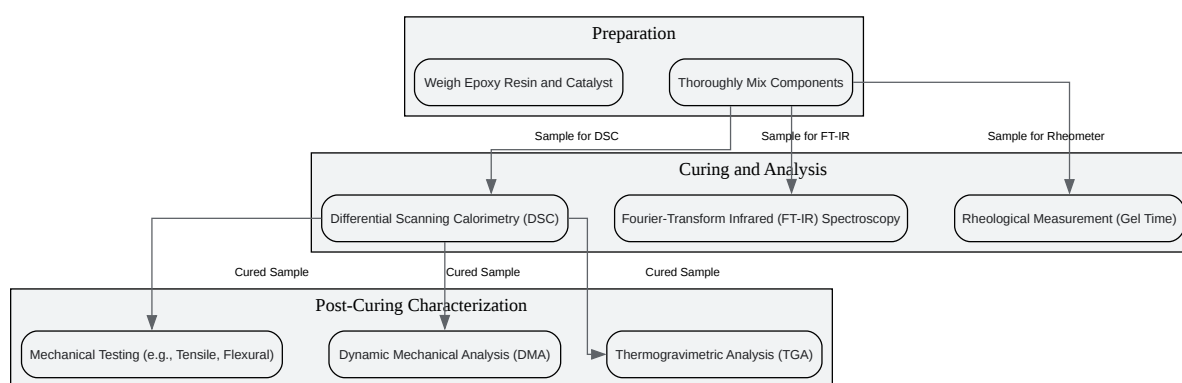 Preparation
Weigh Epoxy Resin and Catalyst
Thoroughly Mix Components
Sample for DSC
Sample for FT-IR
Sample for Rheometer
Curing and Analysis
Differential Scanning Calorimetry (DSC)
Fourier-Transform Infrared (FT-IR) Spectroscopy
Rheological Measurement (Gel Time)
Cured Sample
Cured Sample
Cured Sample
Post-Curing Characterization
Mechanical Testing (e.g., Tensile, Flexural)
Dynamic Mechanical Analysis (DMA)
Thermogravimetric Analysis (TGA)